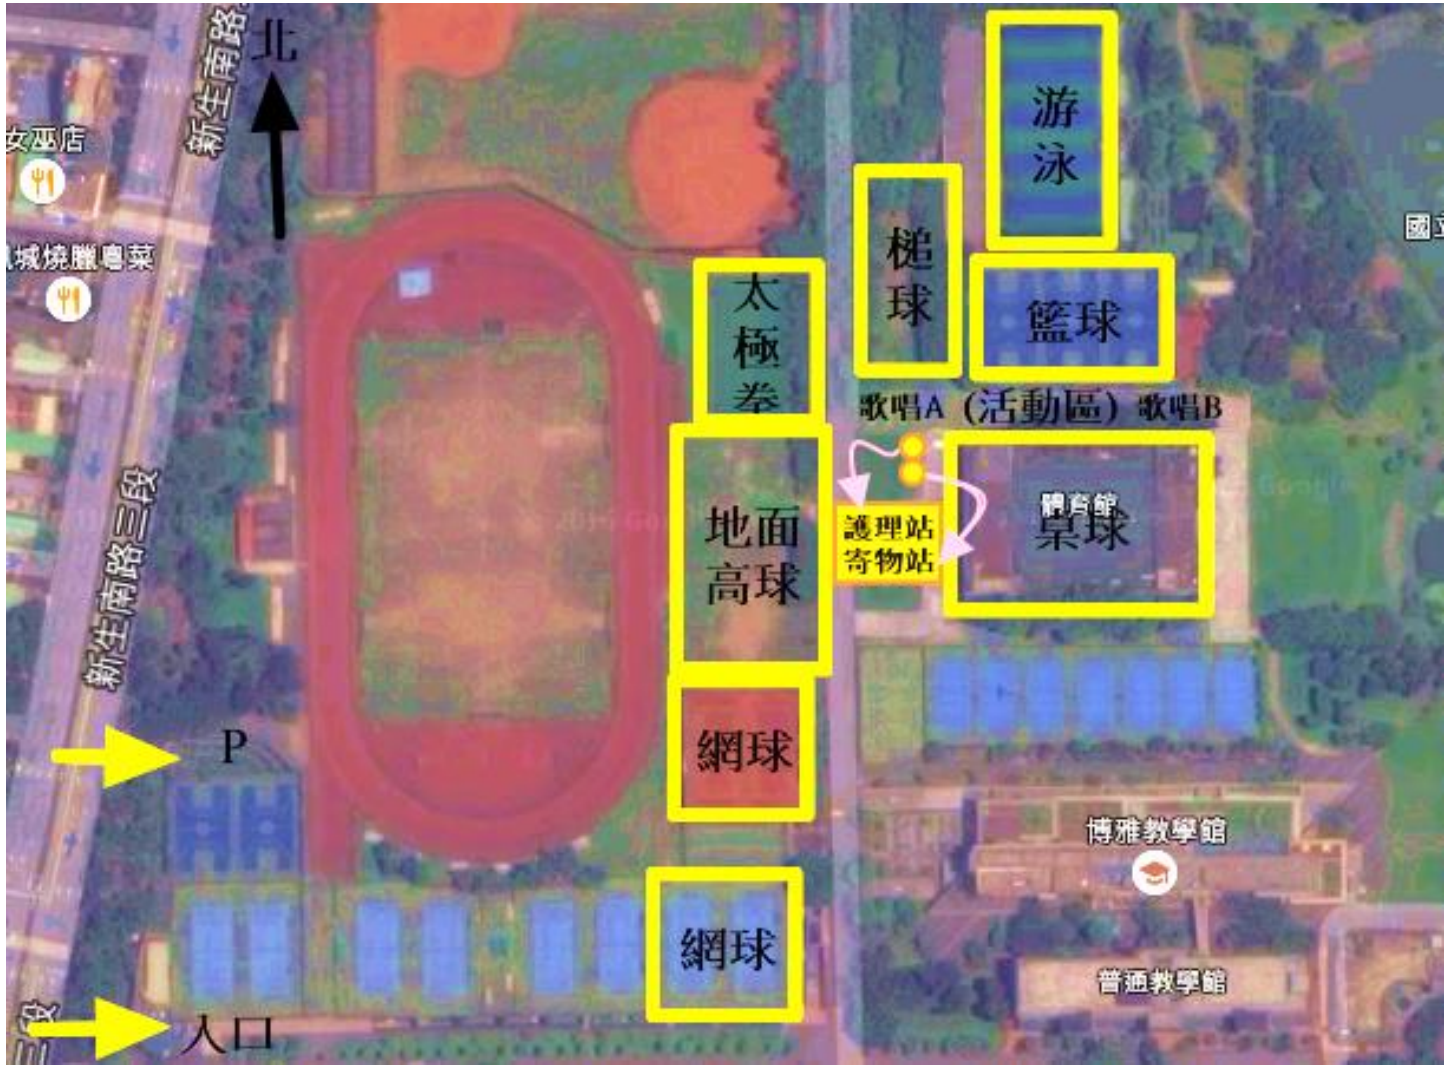 北
新生南路
女巫店
城燒臘粵菜
游
泳
槌
球
籃球
國立
太
極
拳
歌唱A (活動區) 歌唱B
地面
高球
護理站
寄物站
體育館
桌球
新生南路三段
P
網球
博雅教學館
網球
普通教學館
入口
三段